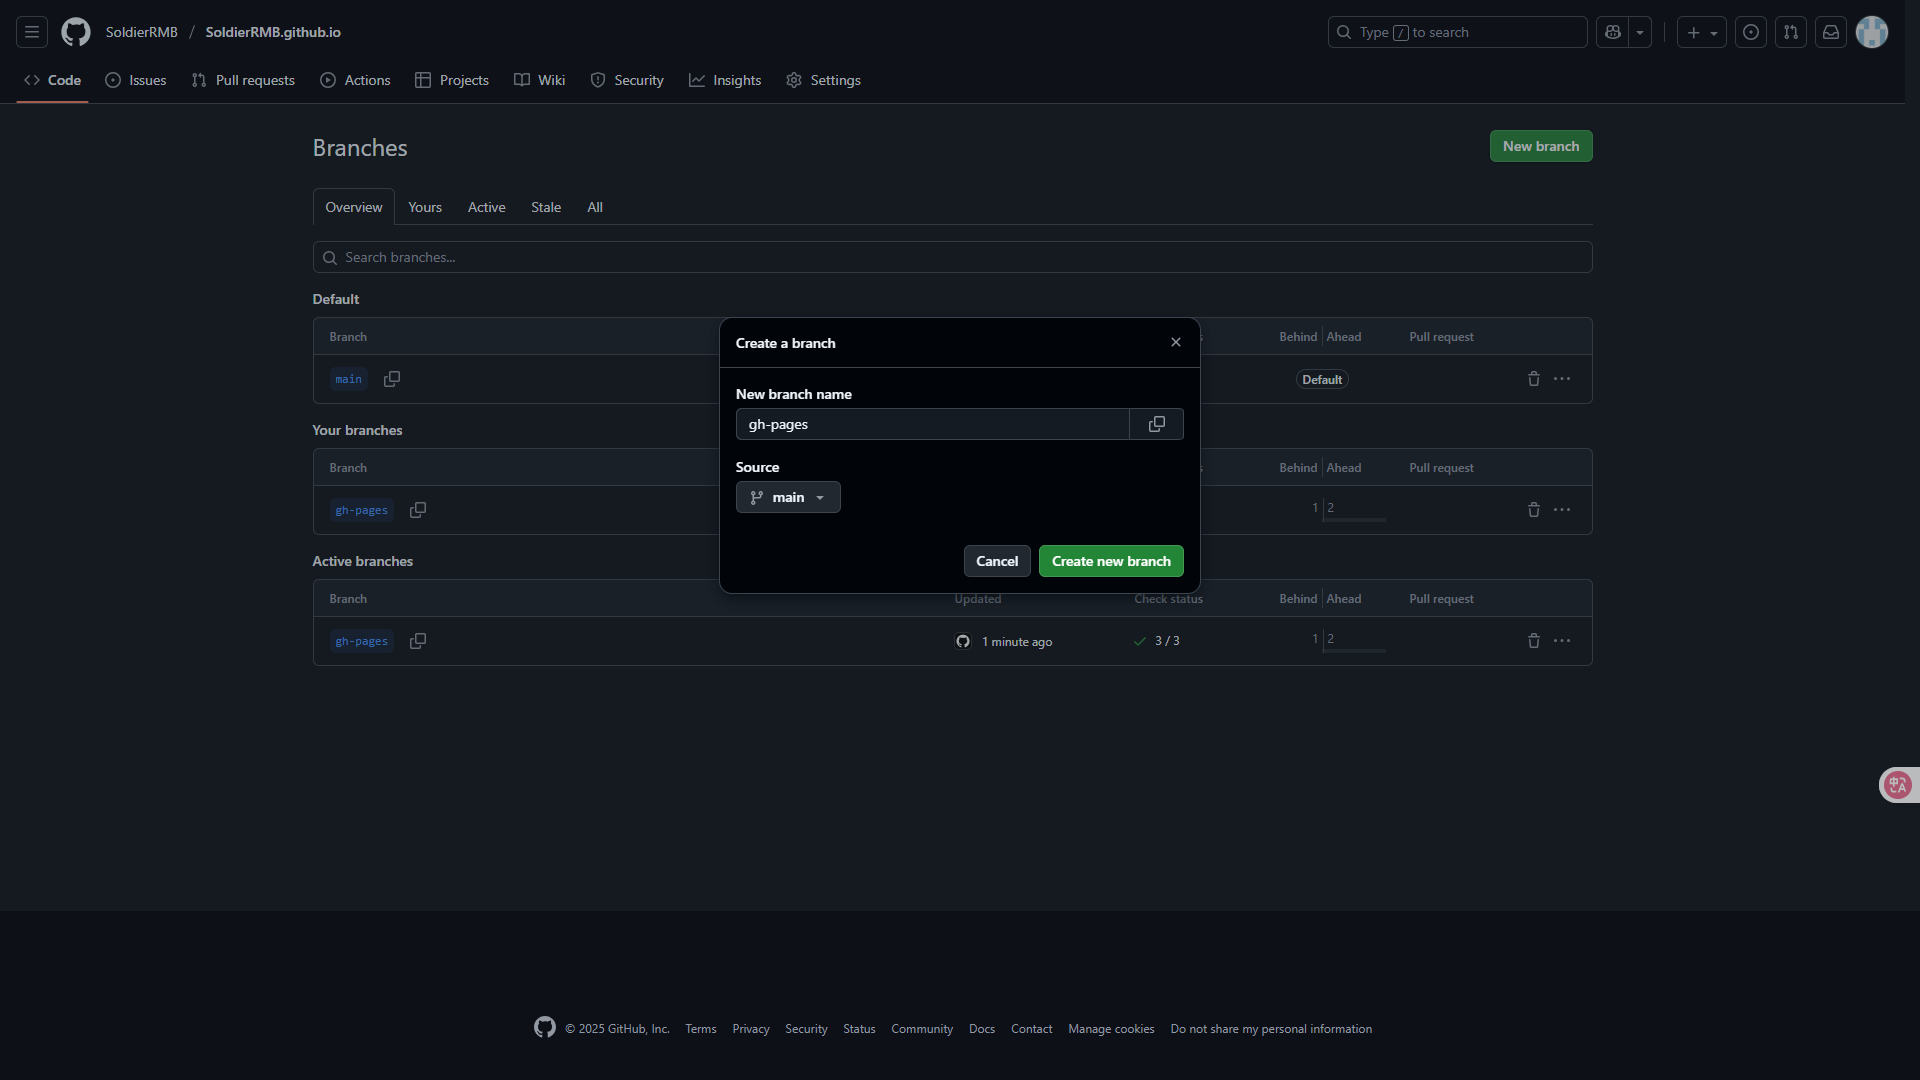 SoldierRMB / SoldierRMB.github.io
Type / to search
Code Issues Pull requests Actions Projects Wiki Security Insights Settings
Branches
New branch
Overview Yours Active Stale All
Search branches...
Default
Branch Behind Ahead Pull request
main Default
Your branches
Branch Behind Ahead Pull request
gh-pages 1 2
Active branches
Branch Updated Check status Behind Ahead Pull request
gh-pages 1 minute ago 3 / 3 1 2
Create a branch
New branch name
gh-pages
Source
main
Cancel Create new branch
中A
© 2025 GitHub, Inc. Terms Privacy Security Status Community Docs Contact Manage cookies Do not share my personal information